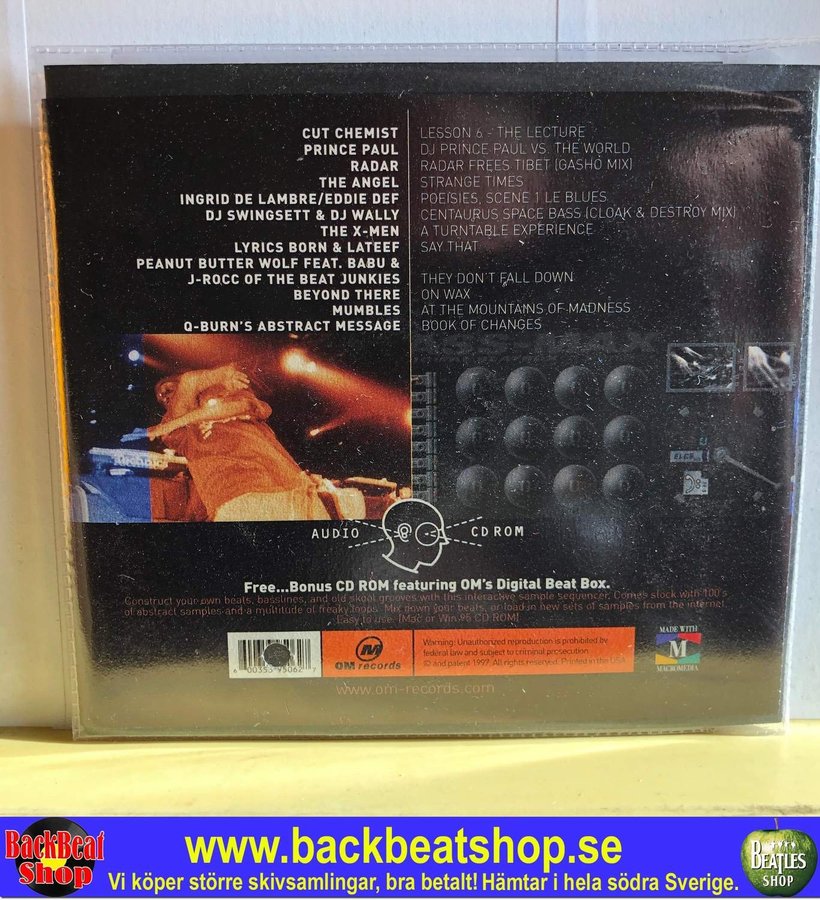 CUT CHEMIST LESSON 6 - THE LECTURE
PRINCE PAUL DJ PRINCE PAUL VS. THE WORLD
RADAR RADAR FREES TIBET (GASHO MIX)
THE ANGEL STRANGE TIMES
INGRID DE LAMBRE/EDDIE DEF POEISIES, SCENE 1 LE BLUES
DJ SWINGSETT & DJ WALLY CENTAURUS SPACE BASS (CLOAK & DESTROY MIX)
THE X-MEN A TURNTABLE EXPERIENCE
LYRICS BORN & LATEEF SAY THAT
PEANUT BUTTER WOLF FEAT. BABU &
J-ROCC OF THE BEAT JUNKIES THEY DON'T FALL DOWN
BEYOND THERE ON WAX
MUMBLES AT THE MOUNTAINS OF MADNESS
Q-BURN'S ABSTRACT MESSAGE BOOK OF CHANGES
AUDIO CD ROM
Free...Bonus CD ROM featuring OM's Digital Beat Box.
Construct your own beats, basslines, and old skool grooves with this interactive sample sequencer. Comes stock with 100's
of abstract samples and a multitude of freaky loops. Mix down your beats, or load in new sets of samples from the internet.
Easy to use. (Mac or Win 95 CD ROM)
6 00353 95062 7
OM records
Warning: Unauthorized reproduction is prohibited by
federal law and subject to criminal prosecution
© and patent 1997. All rights reserved. Printed in the USA
MADE WITH
M
MACROMEDIA
www.om-records.com
BackBeat
Shop
www.backbeatshop.se
Vi köper större skivsamlingar, bra betalt! Hämtar i hela södra Sverige.
BEATLES
SHOP